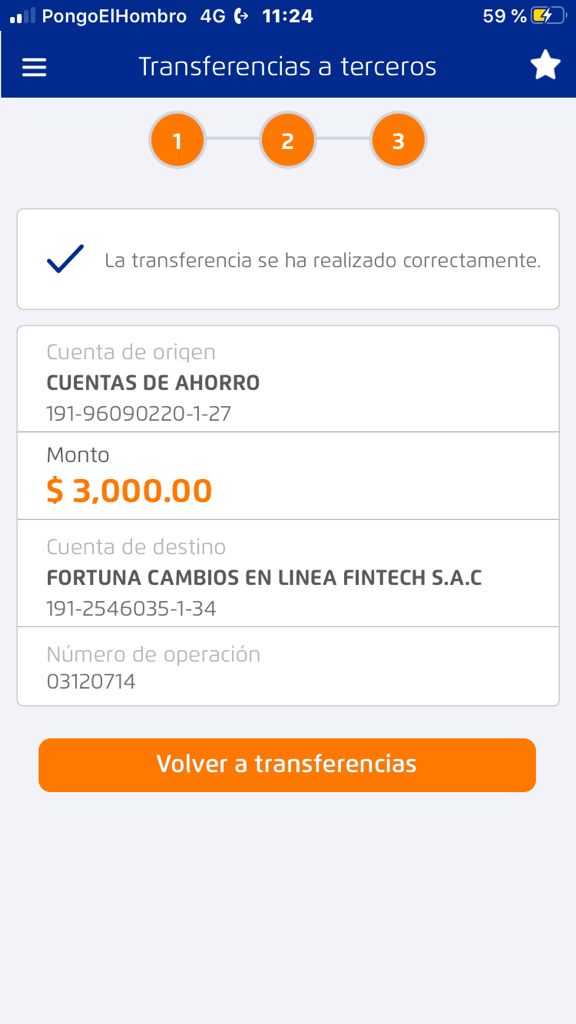 PongoElHombro 4G 11:24 59 %
Transferencias a terceros
1 2 3
La transferencia se ha realizado correctamente.
Cuenta de origen
CUENTAS DE AHORRO
191-96090220-1-27
Monto
$ 3,000.00
Cuenta de destino
FORTUNA CAMBIOS EN LINEA FINTECH S.A.C
191-2546035-1-34
Número de operación
03120714
Volver a transferencias